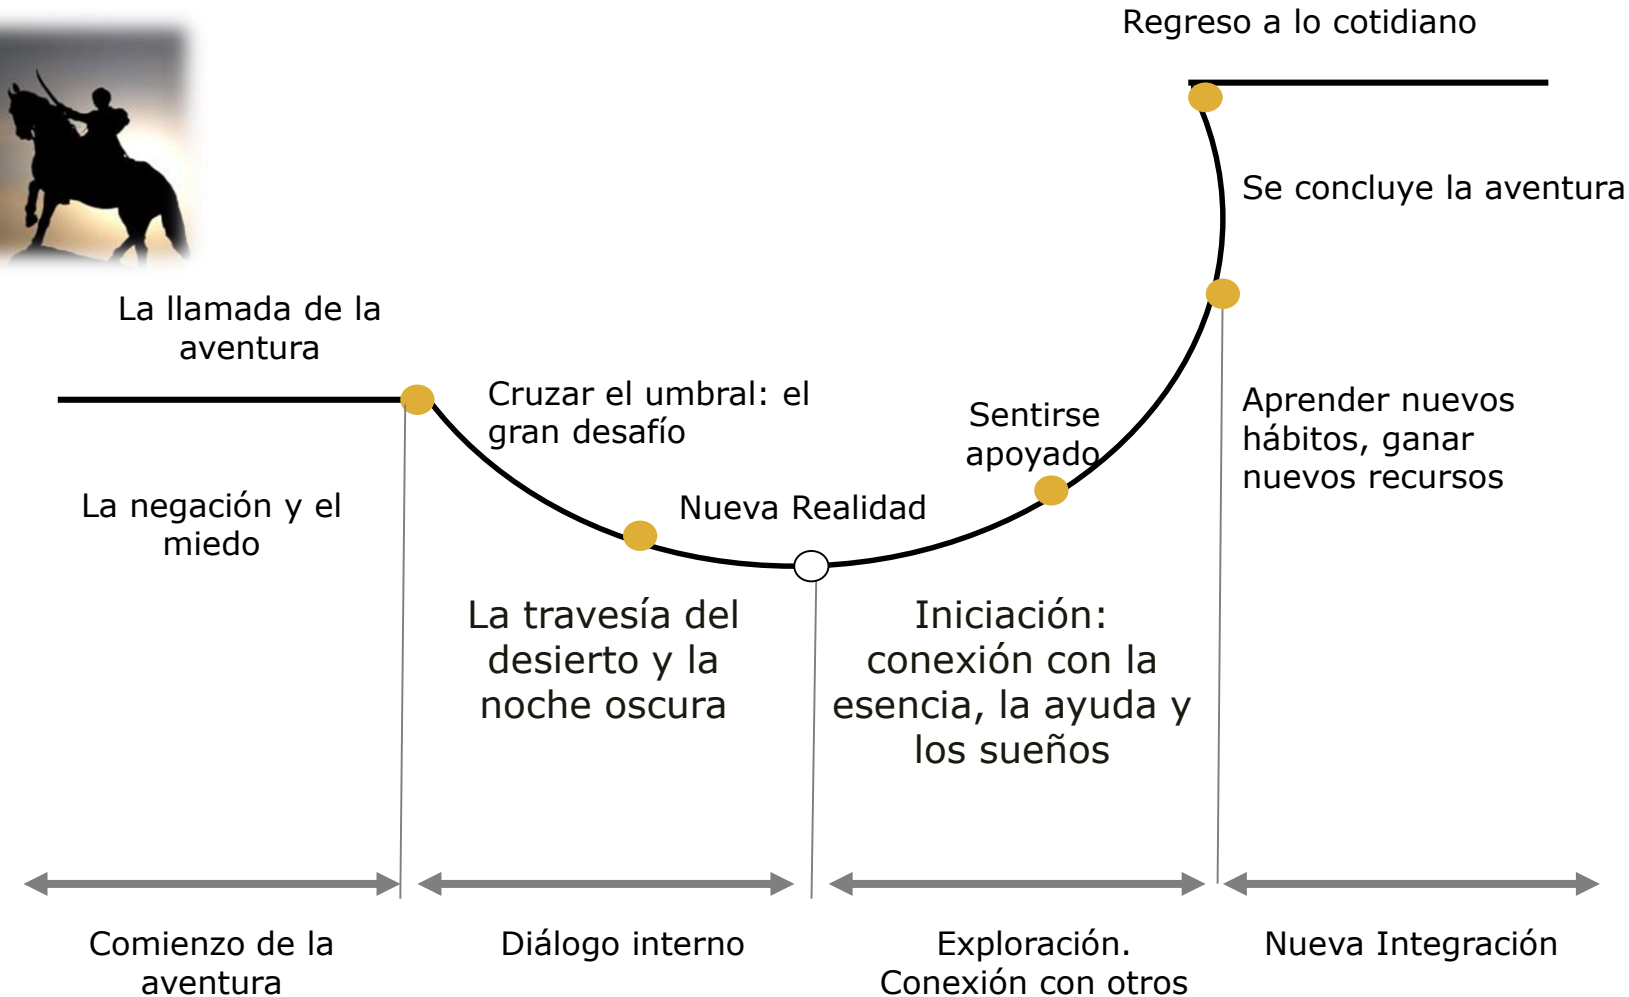 Regreso a lo cotidiano
Se concluye la aventura
La llamada de la
aventura
Cruzar el umbral: el
gran desafío
Sentirse
apoyado
Aprender nuevos
hábitos, ganar
nuevos recursos
La negación y el
miedo
Nueva Realidad
La travesía del
desierto y la
noche oscura
Iniciación:
conexión con la
esencia, la ayuda y
los sueños
Comienzo de la
aventura
Diálogo interno
Exploración.
Conexión con otros
Nueva Integración